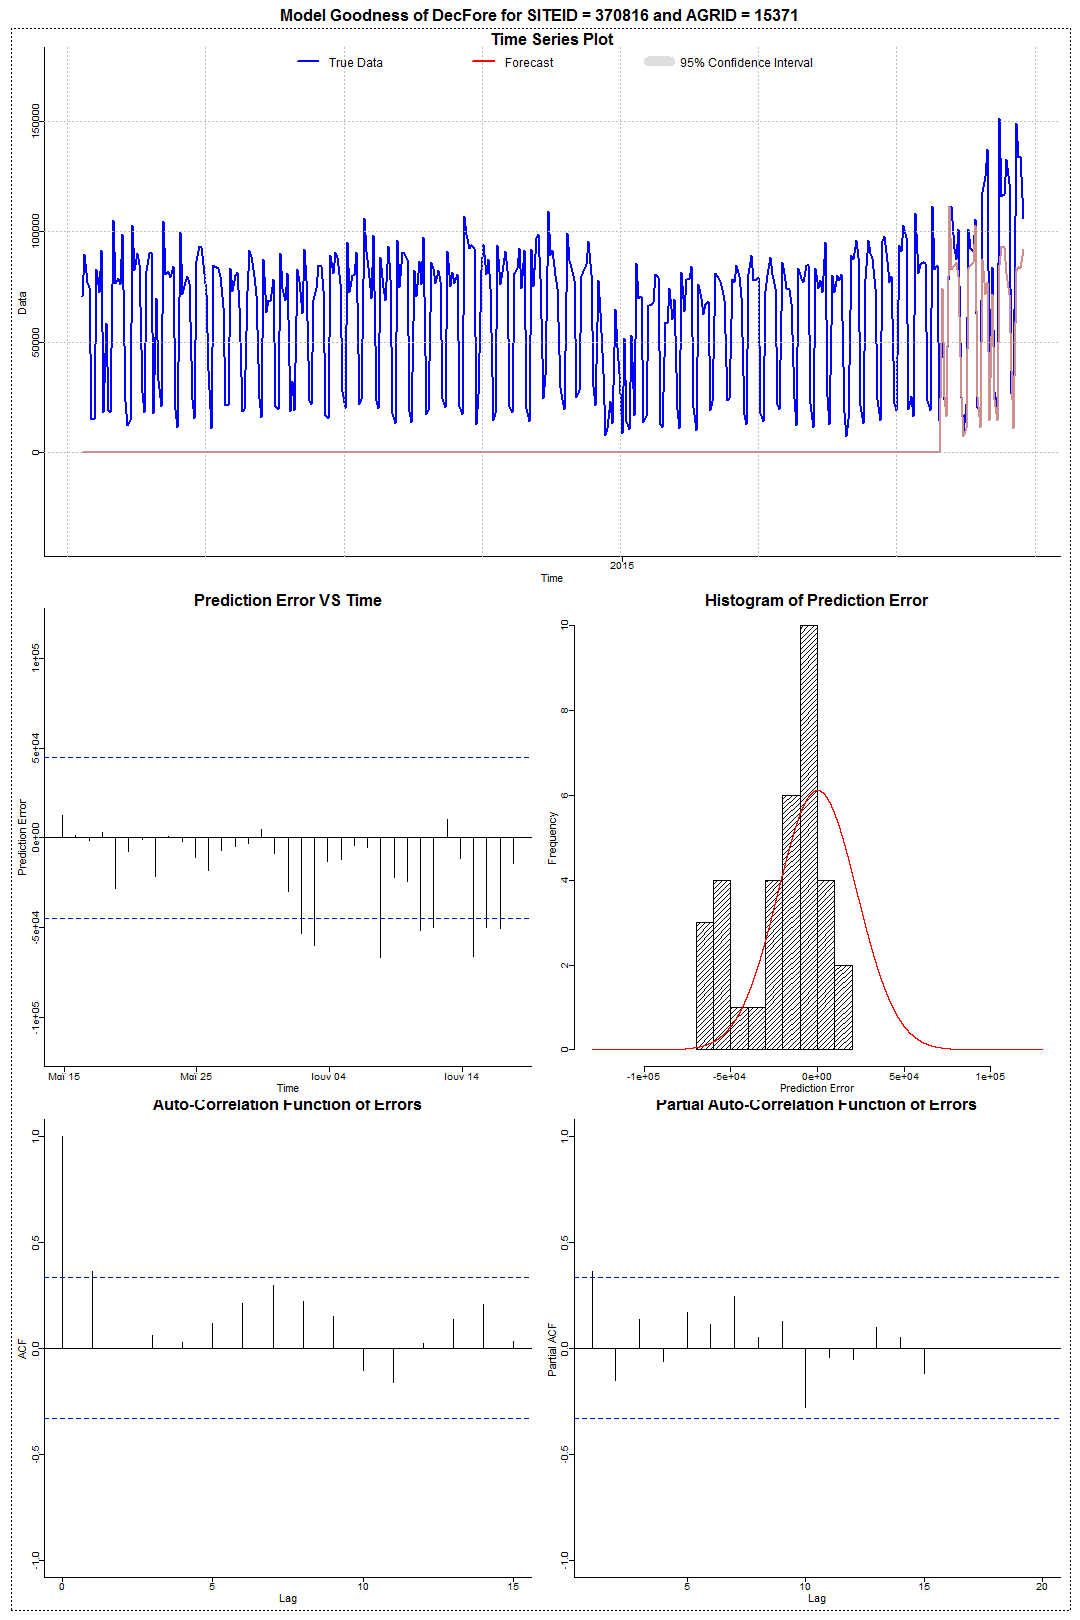 Model Goodness of DecFore for SITEID = 370816 and AGRID = 15371
Time Series Plot
True Data
Forecast
95% Confidence Interval
Data
150000
100000
50000
0
2015
Time
Prediction Error VS Time
Prediction Error
1e+05
5e+04
0e+00
-5e+04
-1e+05
Μαϊ 15
Μαϊ 25
Ιουν 04
Ιουν 14
Time
Histogram of Prediction Error
Frequency
10
8
6
4
2
0
-1e+05
-5e+04
0e+00
5e+04
1e+05
Prediction Error
Auto-Correlation Function of Errors
ACF
1.0
0.5
0.0
-0.5
-1.0
0
5
10
15
Lag
Partial Auto-Correlation Function of Errors
Partial ACF
1.0
0.5
0.0
-0.5
-1.0
5
10
15
20
Lag